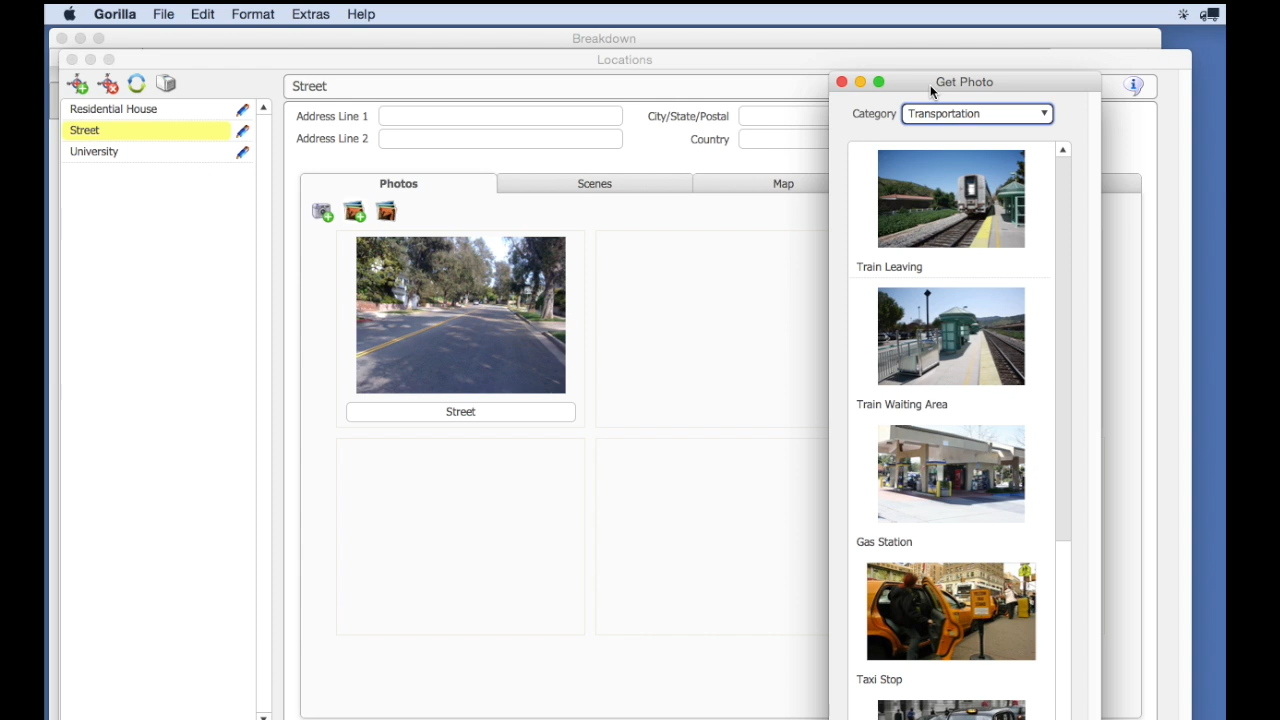 Gorilla File Edit Format Extras Help
Breakdown
Locations
Street
Get Photo
Residential House
Street
University
Address Line 1
Address Line 2
City/State/Postal
Country
Category Transportation
Photos Scenes Map
Street
Train Leaving
Train Waiting Area
Gas Station
Taxi Stop